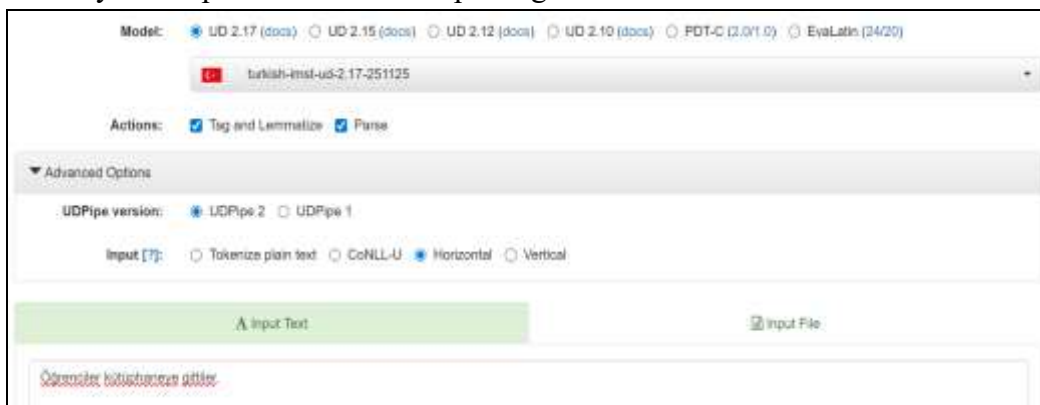 Model: UD 2.17 (docs) UD 2.15 (docs) UD 2.12 (docs) UD 2.10 (docs) PDT-C (2.0/1.0) EvaLatin (24/20)
turkish-imst-ud-2.17-251125
Actions: Tag and Lemmatize Parse
Advanced Options
UDPipe version: UDPipe 2 UDPipe 1
Input [?]: Tokenize plain text CoNLL-U Horizontal Vertical
A Input Text Input File
Öğrenciler kütüphaneye gittiler.